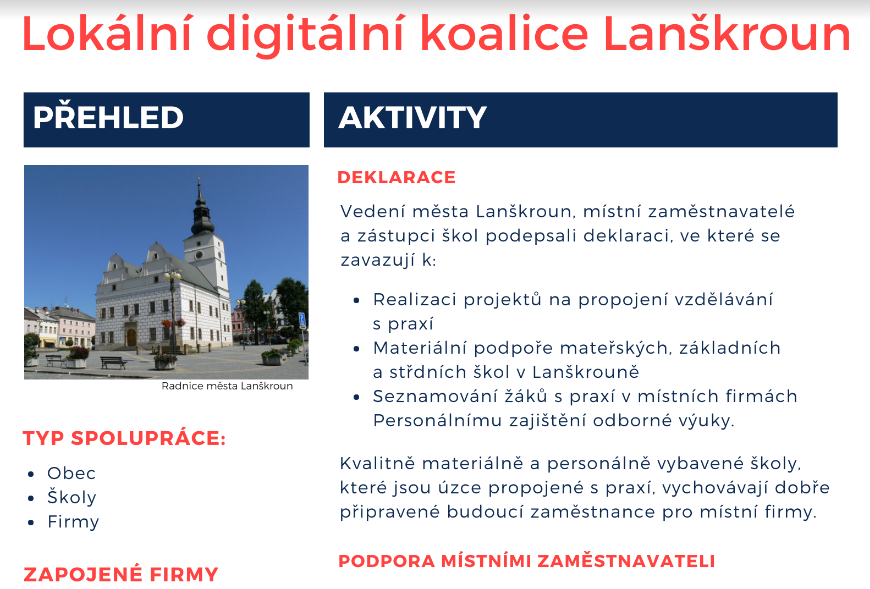 Lokální digitální koalice Lanškroun
PŘEHLED
Radnice města Lanškroun
TYP SPOLUPRÁCE:
• Obec
• Školy
• Firmy
ZAPOJENÉ FIRMY
AKTIVITY
DEKLARACE
Vedení města Lanškroun, místní zaměstnavatelé
a zástupci škol podepsali deklaraci, ve které se
zavazují k:
• Realizaci projektů na propojení vzdělávání
s praxí
• Materiální podpoře mateřských, základních
a střdních škol v Lanškrouně
• Seznamování žáků s praxí v místních firmách
Personálnímu zajištění odborné výuky.
Kvalitně materiálně a personálně vybavené školy,
které jsou úzce propojené s praxí, vychovávají dobře
připravené budoucí zaměstnance pro místní firmy.
PODPORA MÍSTNÍMI ZAMĚSTNAVATELI